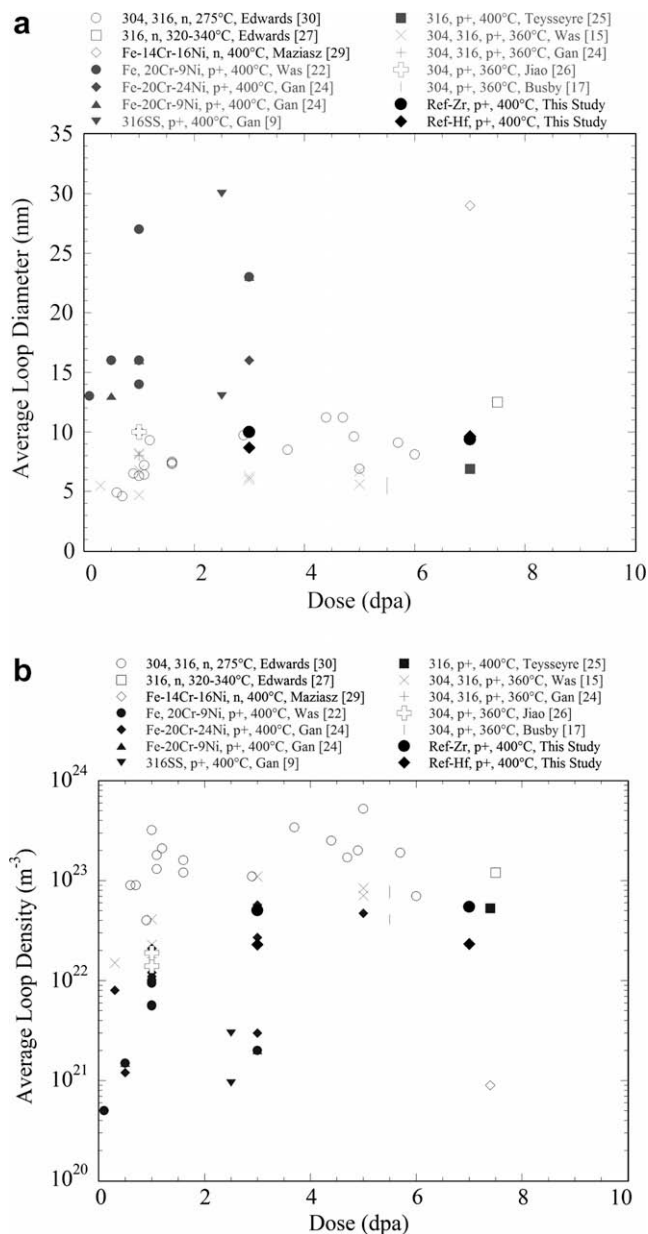 a
304, 316, n, 275°C, Edwards [30]
316, n, 320-340°C, Edwards [27]
Fe-14Cr-16Ni, n, 400°C, Maziasz [29]
Fe, 20Cr-9Ni, p+, 400°C, Was [22]
Fe-20Cr-24Ni, p+, 400°C, Gan [24]
Fe-20Cr-9Ni, p+, 400°C, Gan [24]
316SS, p+, 400°C, Gan [9]
316, p+, 400°C, Teysseyre [25]
304, 316, p+, 360°C, Was [15]
304, 316, p+, 360°C, Gan [24]
304, p+, 360°C, Jiao [26]
304, p+, 360°C, Busby [17]
Ref-Zr, p+, 400°C, This Study
Ref-Hf, p+, 400°C, This Study
Average Loop Diameter (nm)
35
30
25
20
15
10
5
0
0 2 4 6 8 10
Dose (dpa)
b
304, 316, n, 275°C, Edwards [30]
316, n, 320-340°C, Edwards [27]
Fe-14Cr-16Ni, n, 400°C, Maziasz [29]
Fe, 20Cr-9Ni, p+, 400°C, Was [22]
Fe-20Cr-24Ni, p+, 400°C, Gan [24]
Fe-20Cr-9Ni, p+, 400°C, Gan [24]
316SS, p+, 400°C, Gan [9]
316, p+, 400°C, Teysseyre [25]
304, 316, p+, 360°C, Was [15]
304, 316, p+, 360°C, Gan [24]
304, p+, 360°C, Jiao [26]
304, p+, 360°C, Busby [17]
Ref-Zr, p+, 400°C, This Study
Ref-Hf, p+, 400°C, This Study
Average Loop Density (m⁻³)
10²⁴
10²³
10²²
10²¹
10²⁰
0 2 4 6 8 10
Dose (dpa)